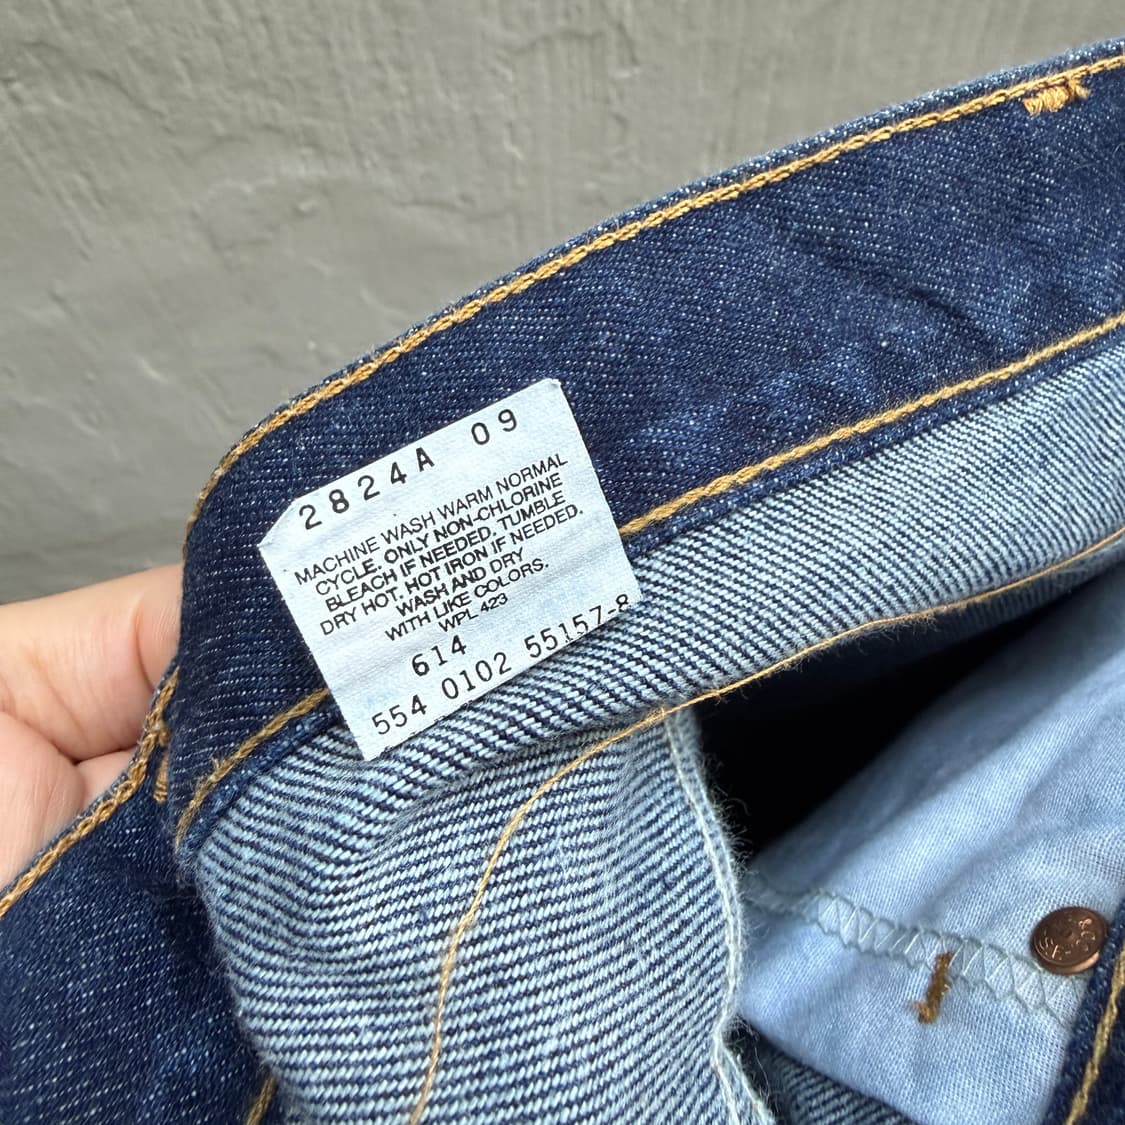 2824A 09
MACHINE WASH WARM NORMAL
CYCLE. ONLY NON-CHLORINE
BLEACH IF NEEDED. TUMBLE
DRY HOT. HOT IRON IF NEEDED.
WASH AND DRY
WITH LIKE COLORS.
WPL 423
614
554 0102 55157-8